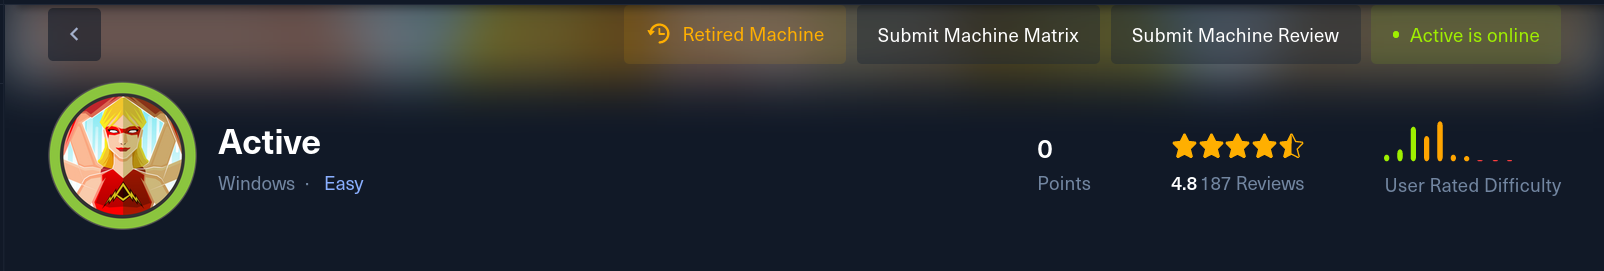 Retired Machine Submit Machine Matrix Submit Machine Review • Active is online
Active
Windows · Easy
0
Points
4.8 187 Reviews
User Rated Difficulty